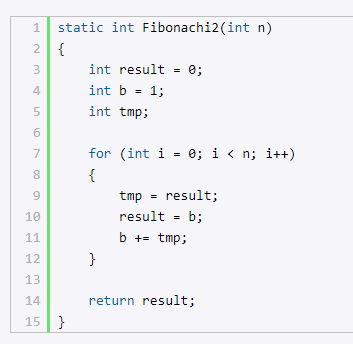 1 static int Fibonachi2(int n)
2 {
3     int result = 0;
4     int b = 1;
5     int tmp;
6
7     for (int i = 0; i < n; i++)
8     {
9         tmp = result;
10         result = b;
11         b += tmp;
12     }
13
14     return result;
15 }